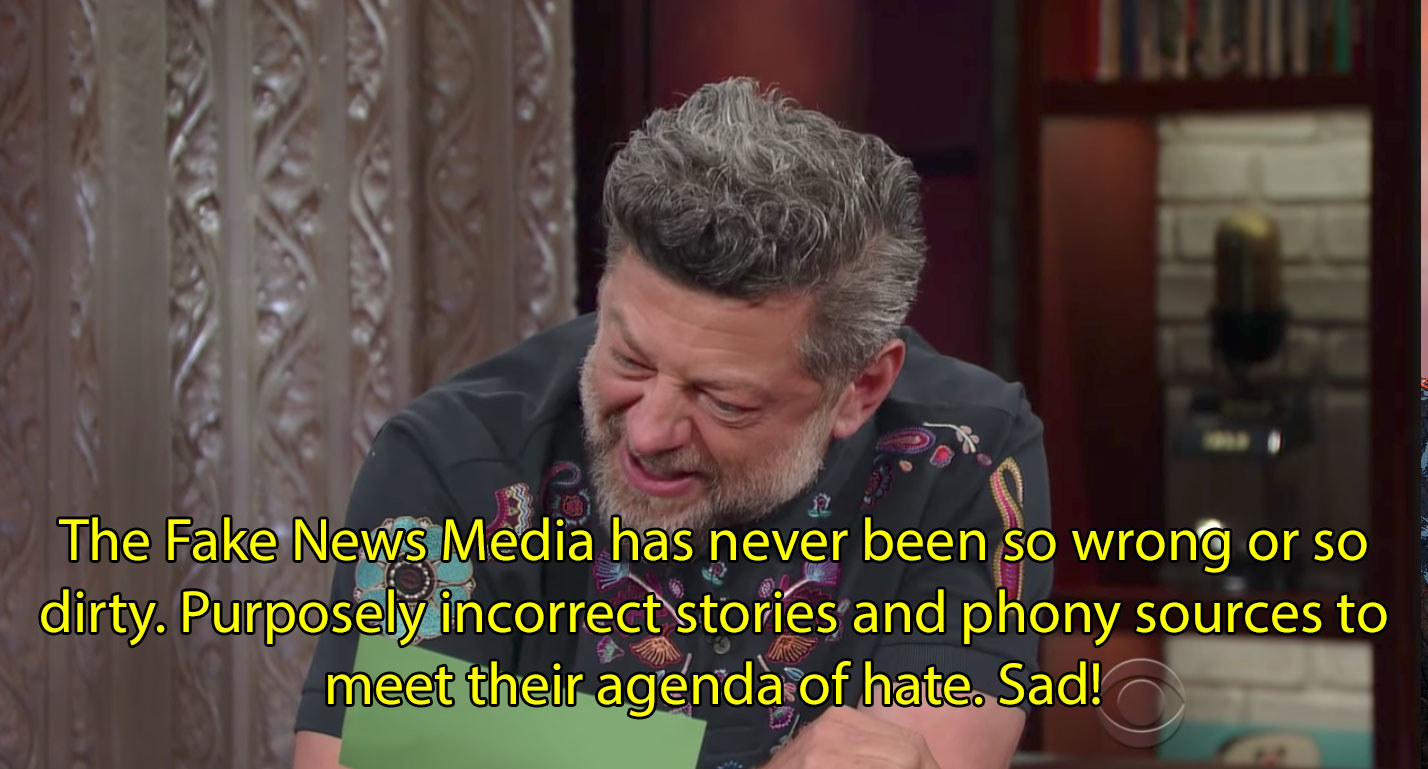 The Fake News Media has never been so wrong or so
dirty. Purposely incorrect stories and phony sources to
meet their agenda of hate. Sad!